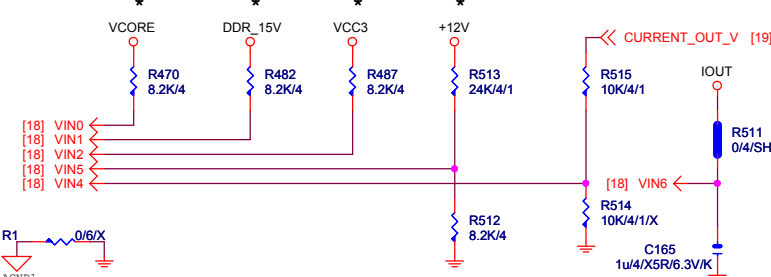 * * * *
VCORE DDR_15V VCC3 +12V
CURRENT_OUT_V [19]
IOUT
R470
8.2K/4
R482
8.2K/4
R487
8.2K/4
R513
24K/4/1
R515
10K/4/1
R511
0/4/SH
[18] VIN0
[18] VIN1
[18] VIN2
[18] VIN5
[18] VIN4
[18] VIN6
R512
8.2K/4
R514
10K/4/1/X
R1 0/6/X
C165
1u/4/X5R/6.3V/K